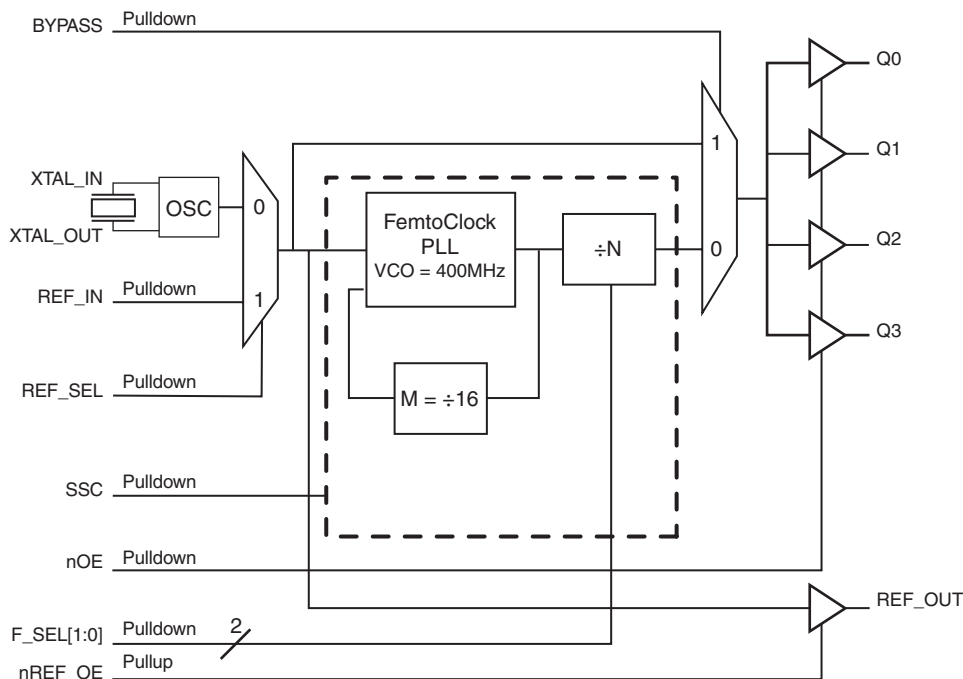 BYPASS Pulldown
Q0
1
Q1
XTAL_IN
OSC
0
FemtoClock
PLL
VCO = 400MHz
÷N
0
Q2
XTAL_OUT
REF_IN Pulldown
1
Q3
REF_SEL Pulldown
M = ÷16
SSC Pulldown
nOE Pulldown
REF_OUT
F_SEL[1:0] Pulldown 2
nREF_OE Pullup